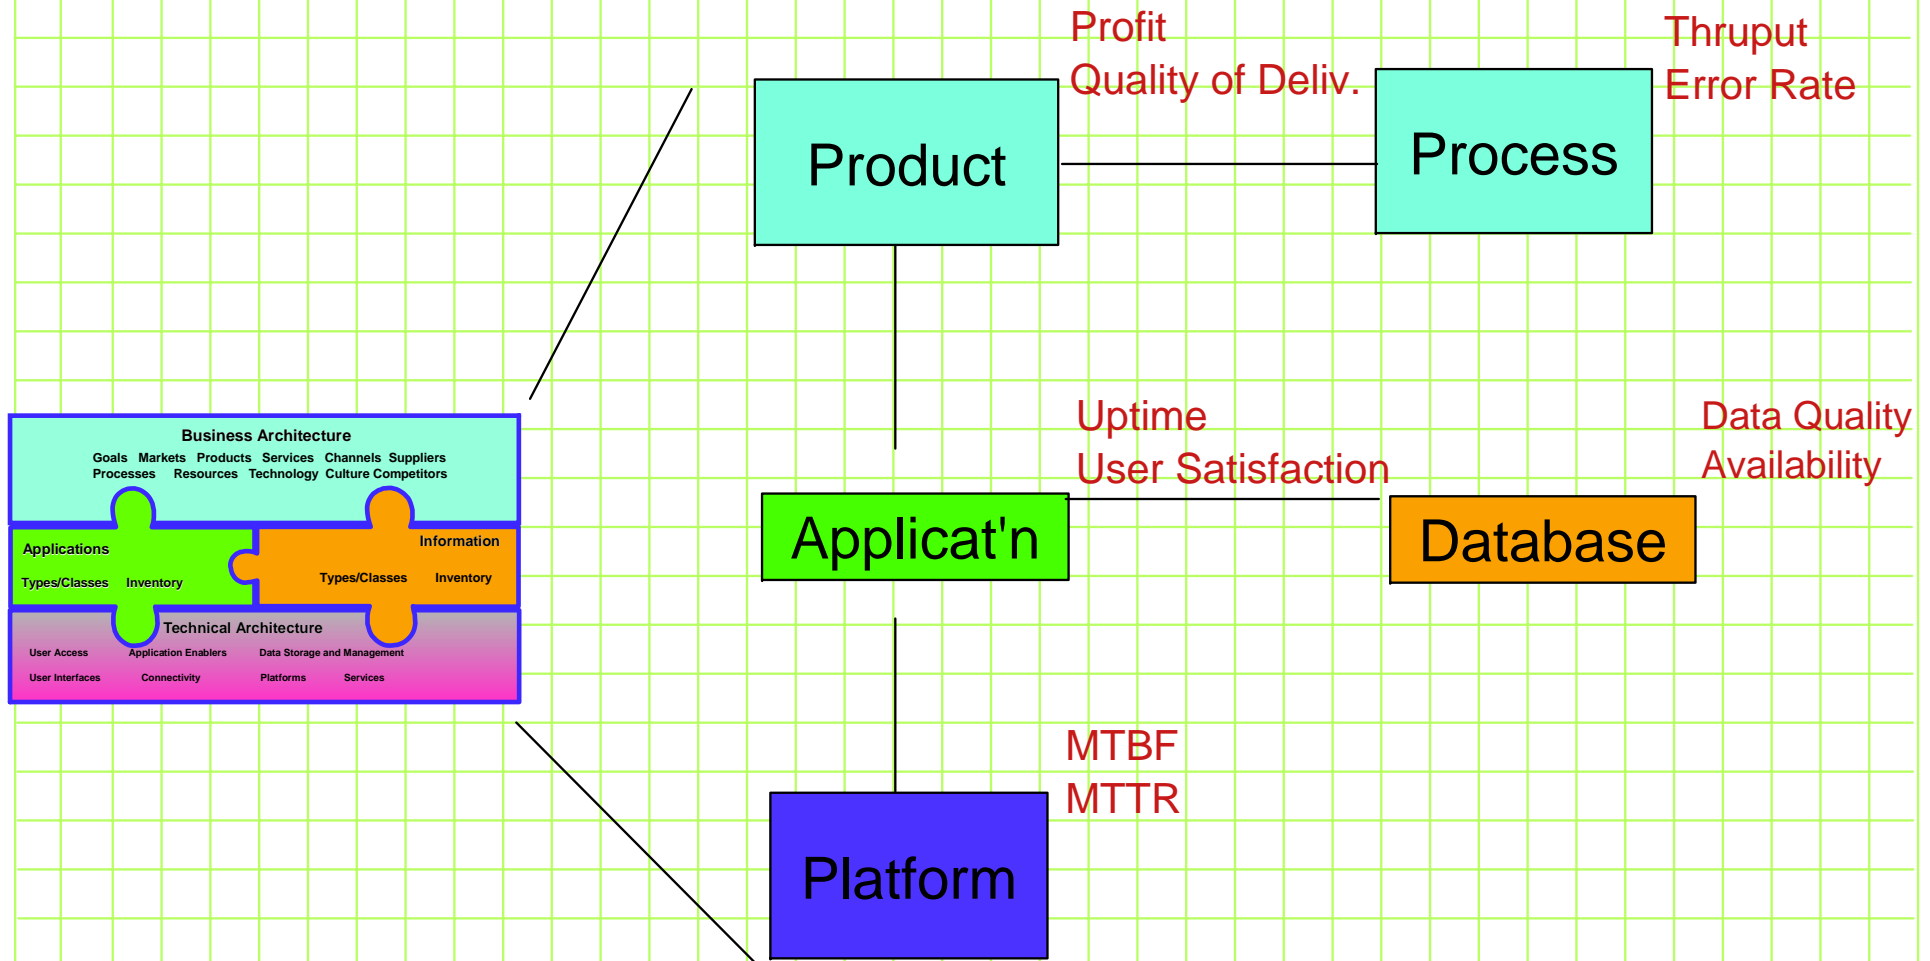 Profit
Quality of Deliv.
Thruput
Error Rate
Product
Process
Business Architecture
Goals Markets Products Services Channels Suppliers
Processes Resources Technology Culture Competitors
Applications
Types/Classes Inventory
Information
Types/Classes Inventory
Technical Architecture
User Access Application Enablers Data Storage and Management
User Interfaces Connectivity Platforms Services
Uptime
User Satisfaction
Data Quality
Availability
Applicat'n
Database
MTBF
MTTR
Platform